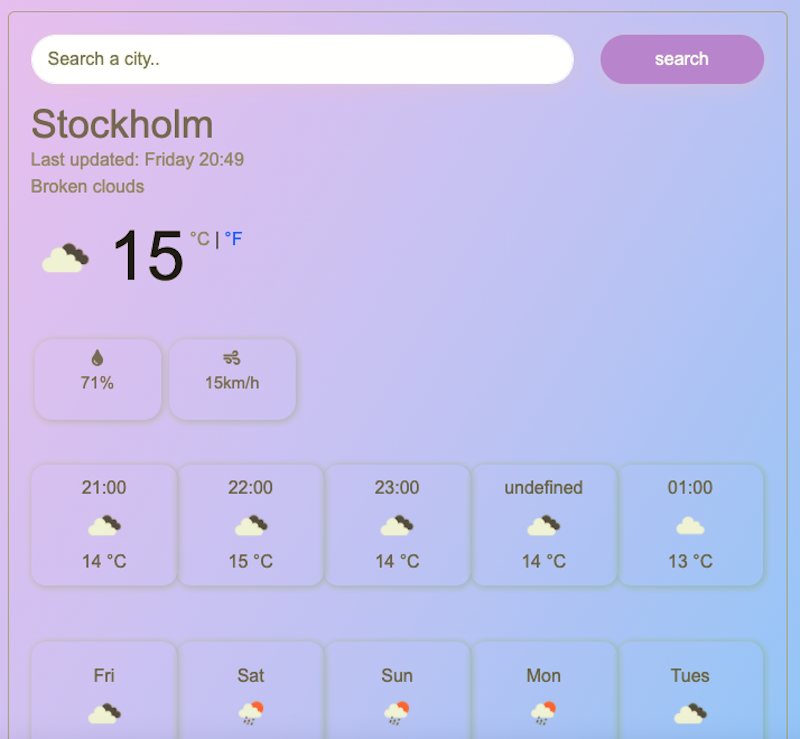 Search a city..
search
Stockholm
Last updated: Friday 20:49
Broken clouds
15 °C | °F
71%
15km/h
21:00
22:00
23:00
undefined
01:00
14 °C
15 °C
14 °C
14 °C
13 °C
Fri
Sat
Sun
Mon
Tues